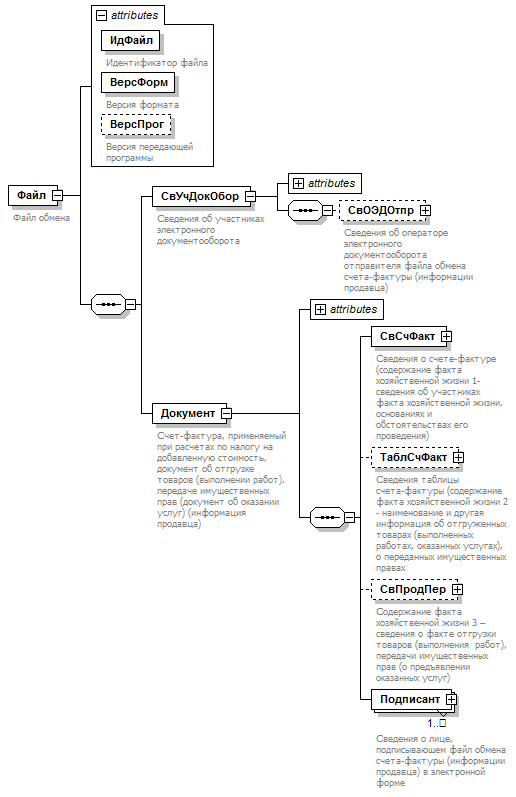 attributes
ИдФайл
Идентификатор файла
ВерсФорм
Версия формата
ВерсПрог
Версия передающей
программы
Файл
Файл обмена
СвУчДокОбор
Сведения об участниках
электронного
документооборота
attributes
СвОЭДОтпр
Сведения об операторе
электронного
документооборота
отправителя файла обмена
счета-фактуры (информации
продавца)
Документ
Счет-фактура, применяемый
при расчетах по налогу на
добавленную стоимость,
документ об отгрузке
товаров (выполнении работ),
передаче имущественных
прав (документ об оказании
услуг) (информация
продавца)
attributes
СвСчФакт
Сведения о счете-фактуре
(содержание факта
хозяйственной жизни 1-
сведения об участниках
факта хозяйственной жизни,
основаниях и
обстоятельствах его
проведения)
ТаблСчФакт
Сведения таблицы
счета-фактуры (содержание
факта хозяйственной жизни 2
- наименование и другая
информация об отгруженных
товарах (выполненных
работах, оказанных услугах),
о переданных имущественных
правах
СвПродПер
Содержание факта
хозяйственной жизни 3 –
сведения о факте отгрузки
товаров (выполнения  работ),
передачи имущественных
прав (о предъявлении
оказанных услуг)
Подписант
1..□
Сведения о лице,
подписывающем файл обмена
счета-фактуры (информации
продавца) в электронной
форме